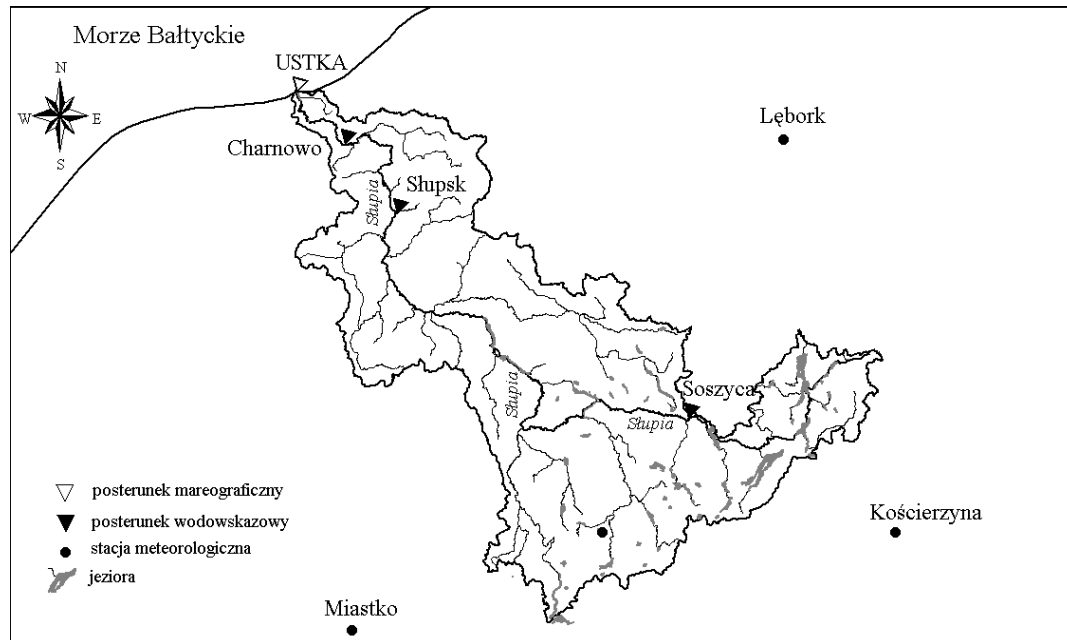 Morze Bałtyckie
USTKA
N
W
E
S
Lębork
Charnowo
Słupsk
Słupia
Soszyca
Słupia
Słupia
posterunek mareograficzny
posterunek wodowskazowy
stacja meteorologiczna
jeziora
Kościerzyna
Miastko